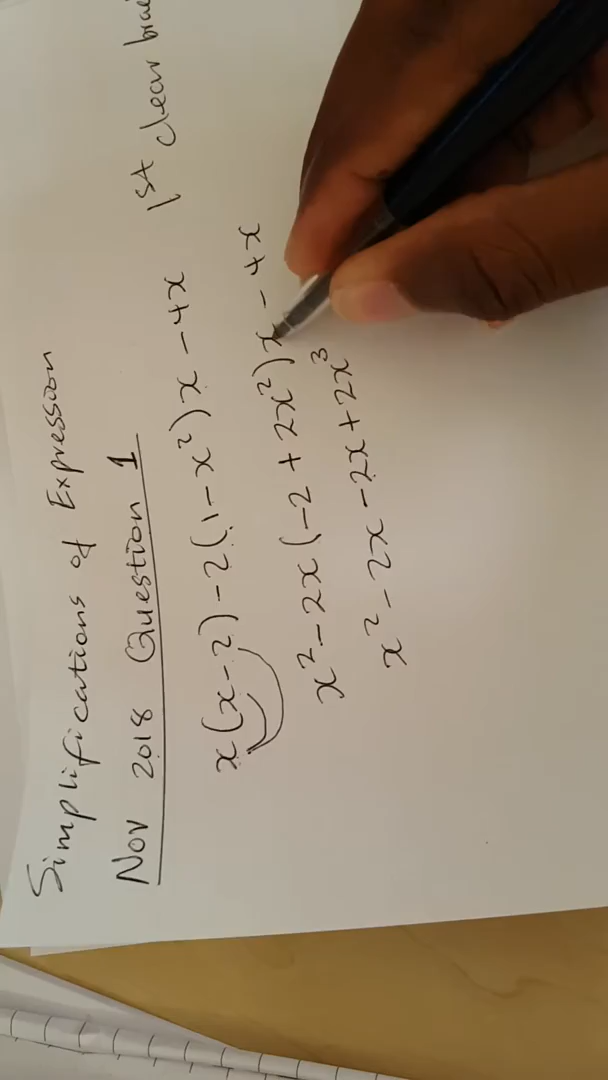 Simplifications of Expression
Nov 2018 Question 1
x(x-2)-2(1-x²)x-4x 1st clear
x²-2x(-2+2x²)x-4x
x²-2x-2x+2x³